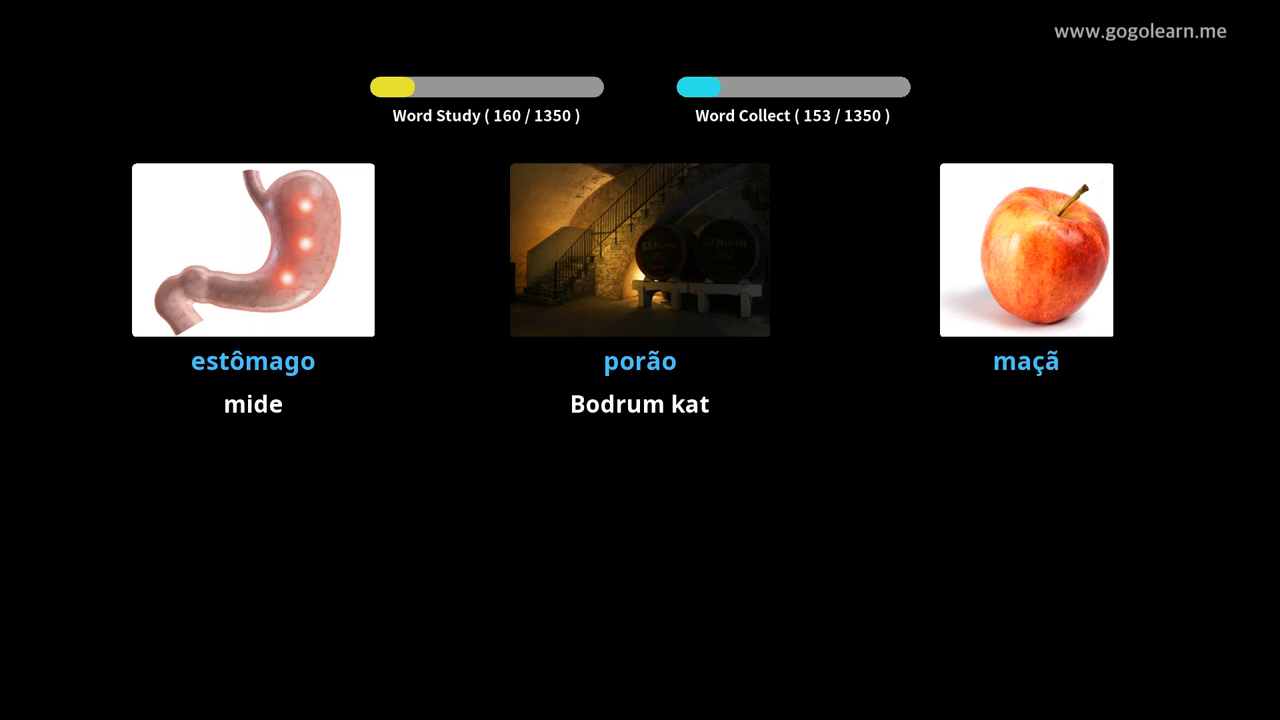 www.gogolearn.me
Word Study ( 160 / 1350 )
Word Collect ( 153 / 1350 )
estômago
porão
maçã
mide
Bodrum kat